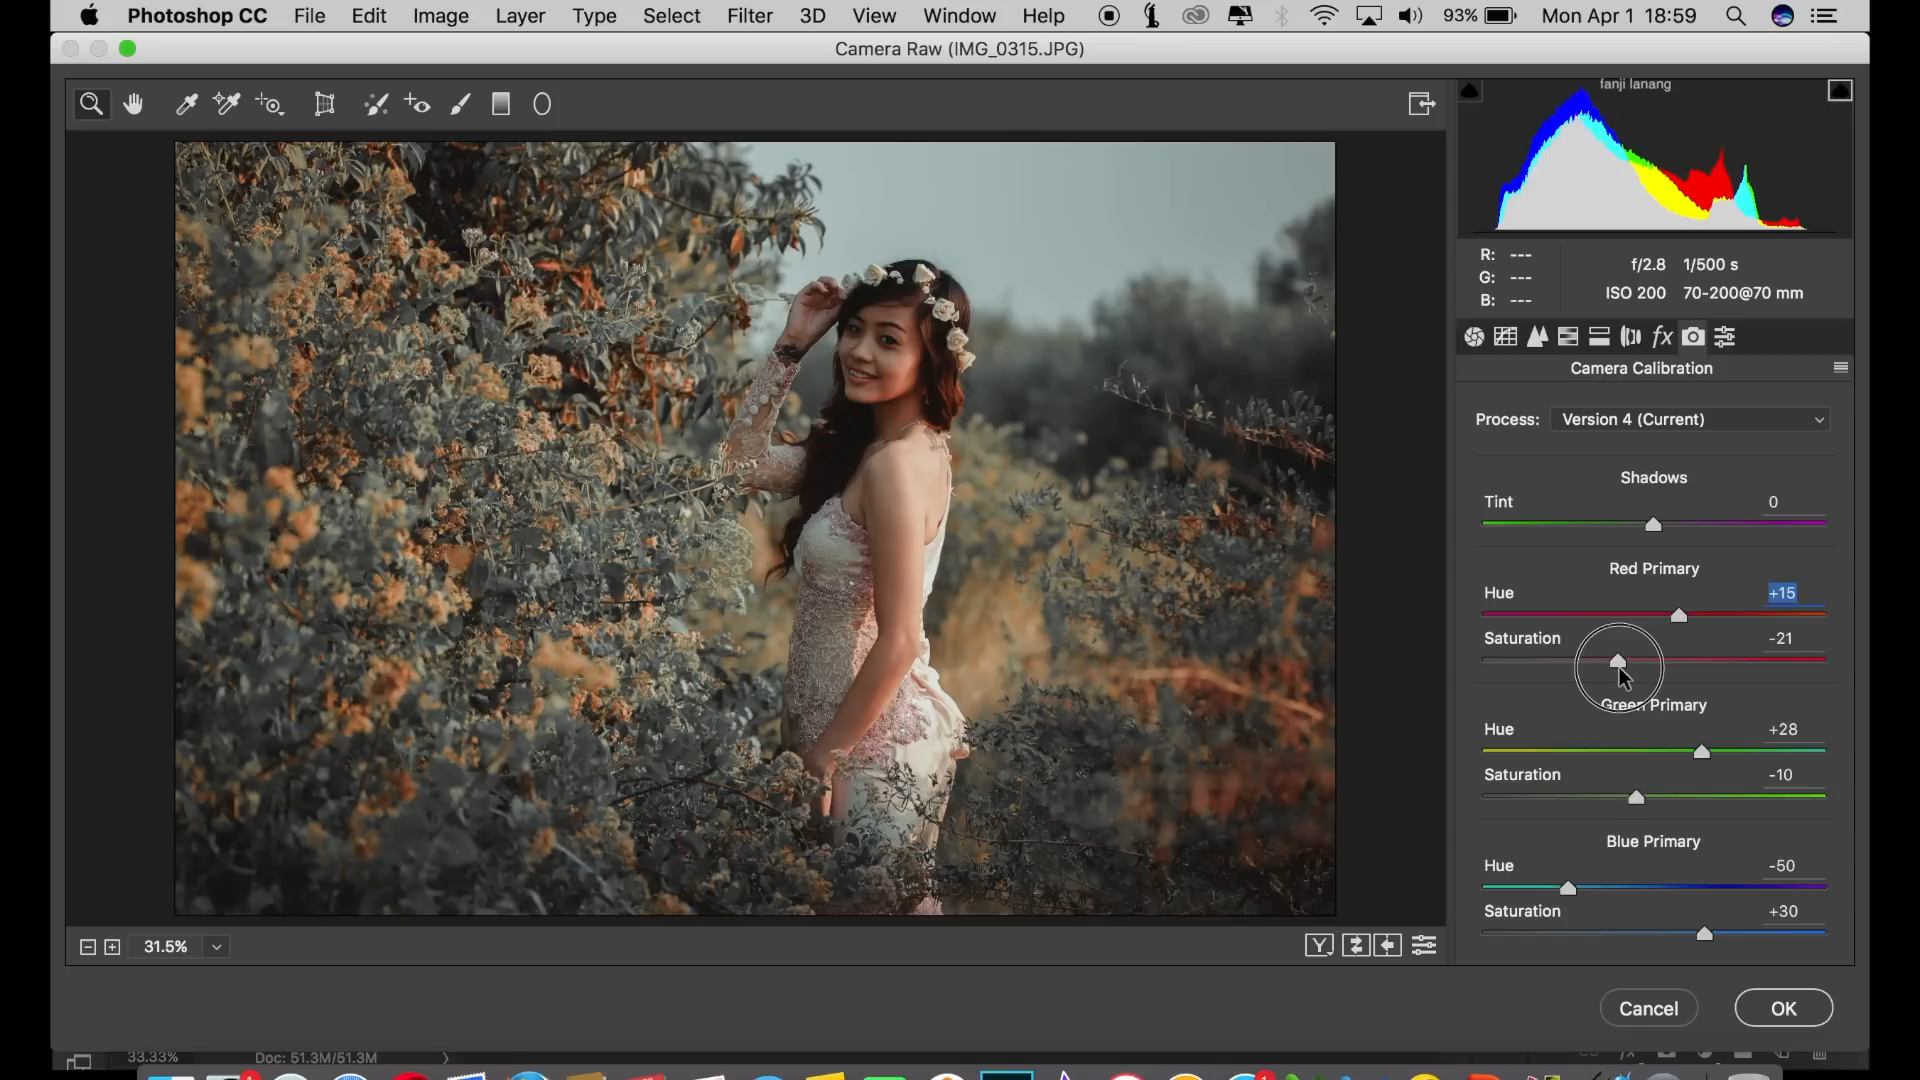 Photoshop CC File Edit Image Layer Type Select Filter 3D View Window Help 93% Mon Apr 1 18:59
Camera Raw (IMG_0315.JPG)
fanji lanang
R: ---
G: ---
B: ---
f/2.8 1/500 s
ISO 200 70-200@70 mm
fx
Camera Calibration
Process: Version 4 (Current)
Shadows
Tint 0
Red Primary
Hue +15
Saturation -21
Green Primary
Hue +28
Saturation -10
Blue Primary
Hue -50
Saturation +30
31.5%
Y
Cancel OK
33.33% Doc: 51.3M/51.3M